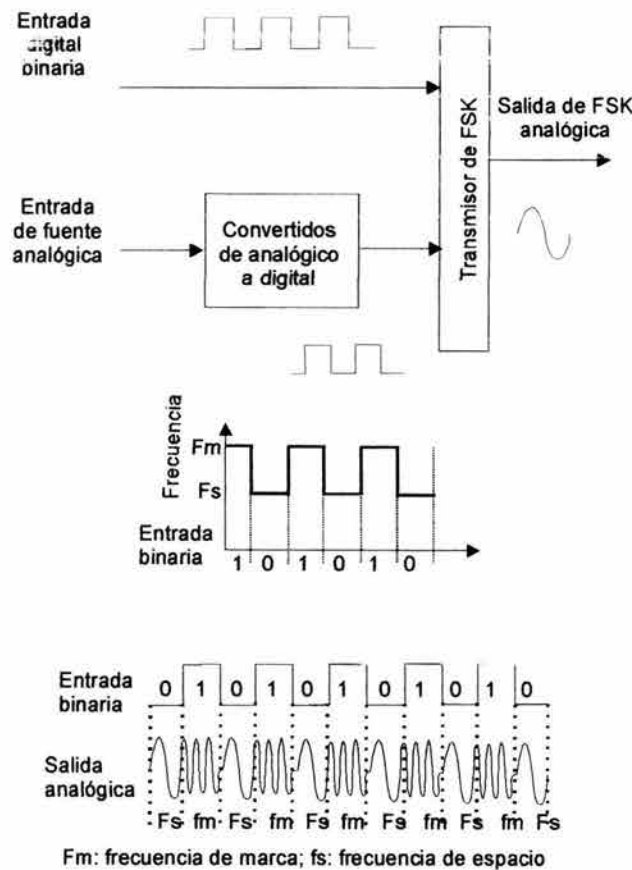 Entrada
digital
binaria
Transmisor de FSK
Salida de FSK
analógica
Entrada
de fuente
analógica
Convertidos
de analógico
a digital
Frecuencia
Fm
Fs
Entrada
binaria
1 0 1 0 1 0
Entrada
binaria
0 1 0 1 0 1 0 1 0 1 0
Salida
analógica
Fs fm Fs fm Fs fm Fs fm Fs fm Fs
Fm: frecuencia de marca; fs: frecuencia de espacio